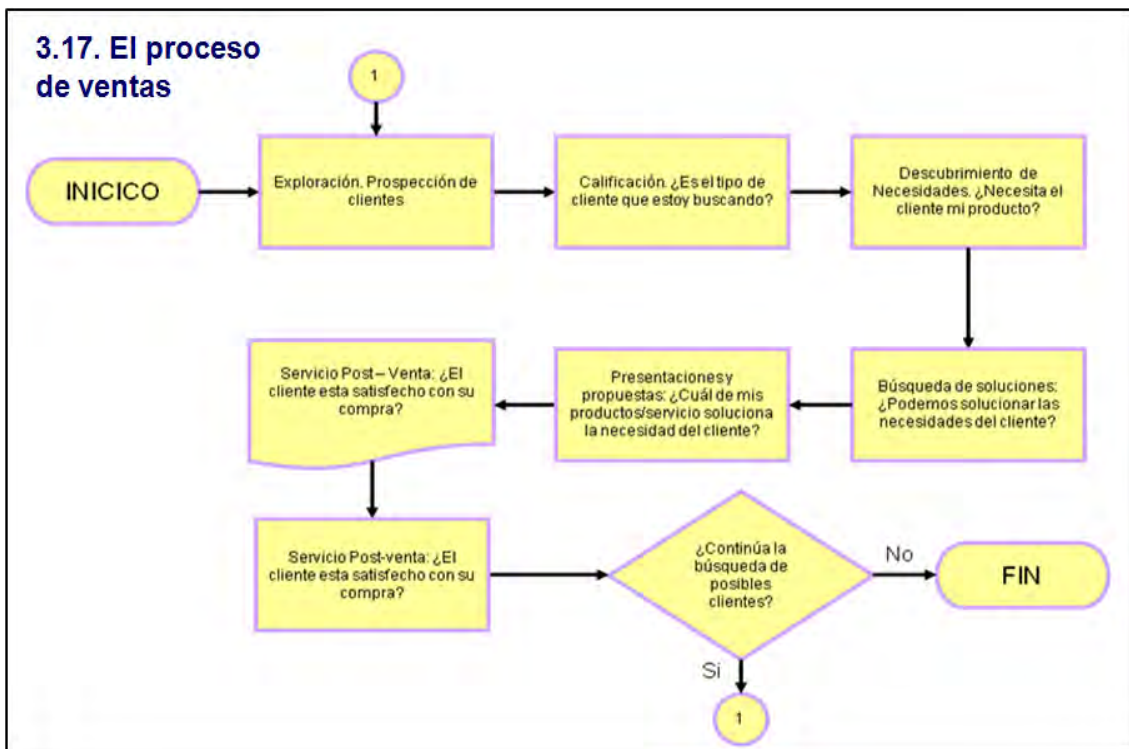 3.17. El proceso
de ventas
1
INICICO
Exploración. Prospección de
clientes
Calificación. ¿Es el tipo de
cliente que estoy buscando?
Descubrimiento de
Necesidades. ¿Necesita el
cliente mi producto?
Servicio Post – Venta: ¿El
cliente esta satisfecho con su
compra?
Presentaciones y
propuestas: ¿Cuál de mis
productos/servicio soluciona
la necesidad del cliente?
Búsqueda de soluciones:
¿Podemos solucionar las
necesidades del cliente?
Servicio Post-venta: ¿El
cliente esta satisfecho con su
compra?
¿Continúa la
búsqueda de
posibles
clientes?
No
FIN
Si
1